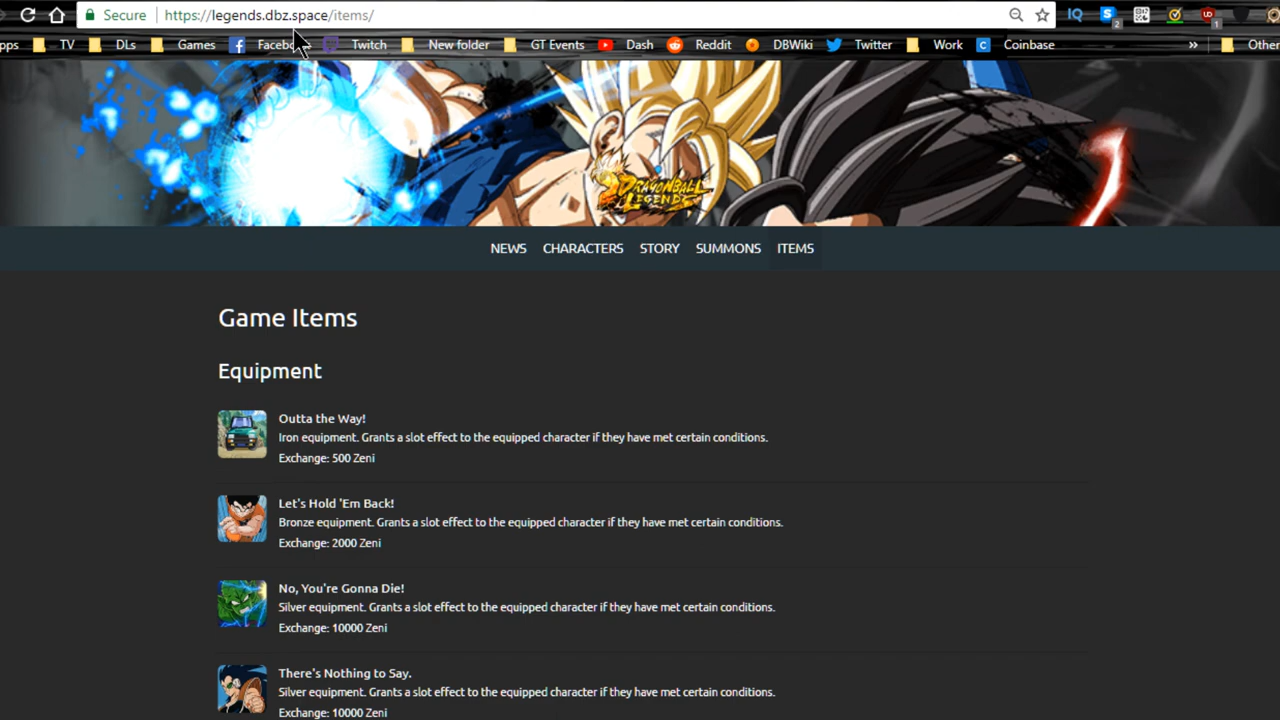 Secure https://legends.dbz.space/items/
pps TV DLs Games Facebo Twitch New folder GT Events Dash Reddit DBWiki Twitter Work Coinbase » Other
DRAGONBALL
LEGENDS
NEWS CHARACTERS STORY SUMMONS ITEMS
Game Items
Equipment
Outta the Way!
Iron equipment. Grants a slot effect to the equipped character if they have met certain conditions.
Exchange: 500 Zeni
Let's Hold 'Em Back!
Bronze equipment. Grants a slot effect to the equipped character if they have met certain conditions.
Exchange: 2000 Zeni
No, You're Gonna Die!
Silver equipment. Grants a slot effect to the equipped character if they have met certain conditions.
Exchange: 10000 Zeni
There's Nothing to Say.
Silver equipment. Grants a slot effect to the equipped character if they have met certain conditions.
Exchange: 10000 Zeni